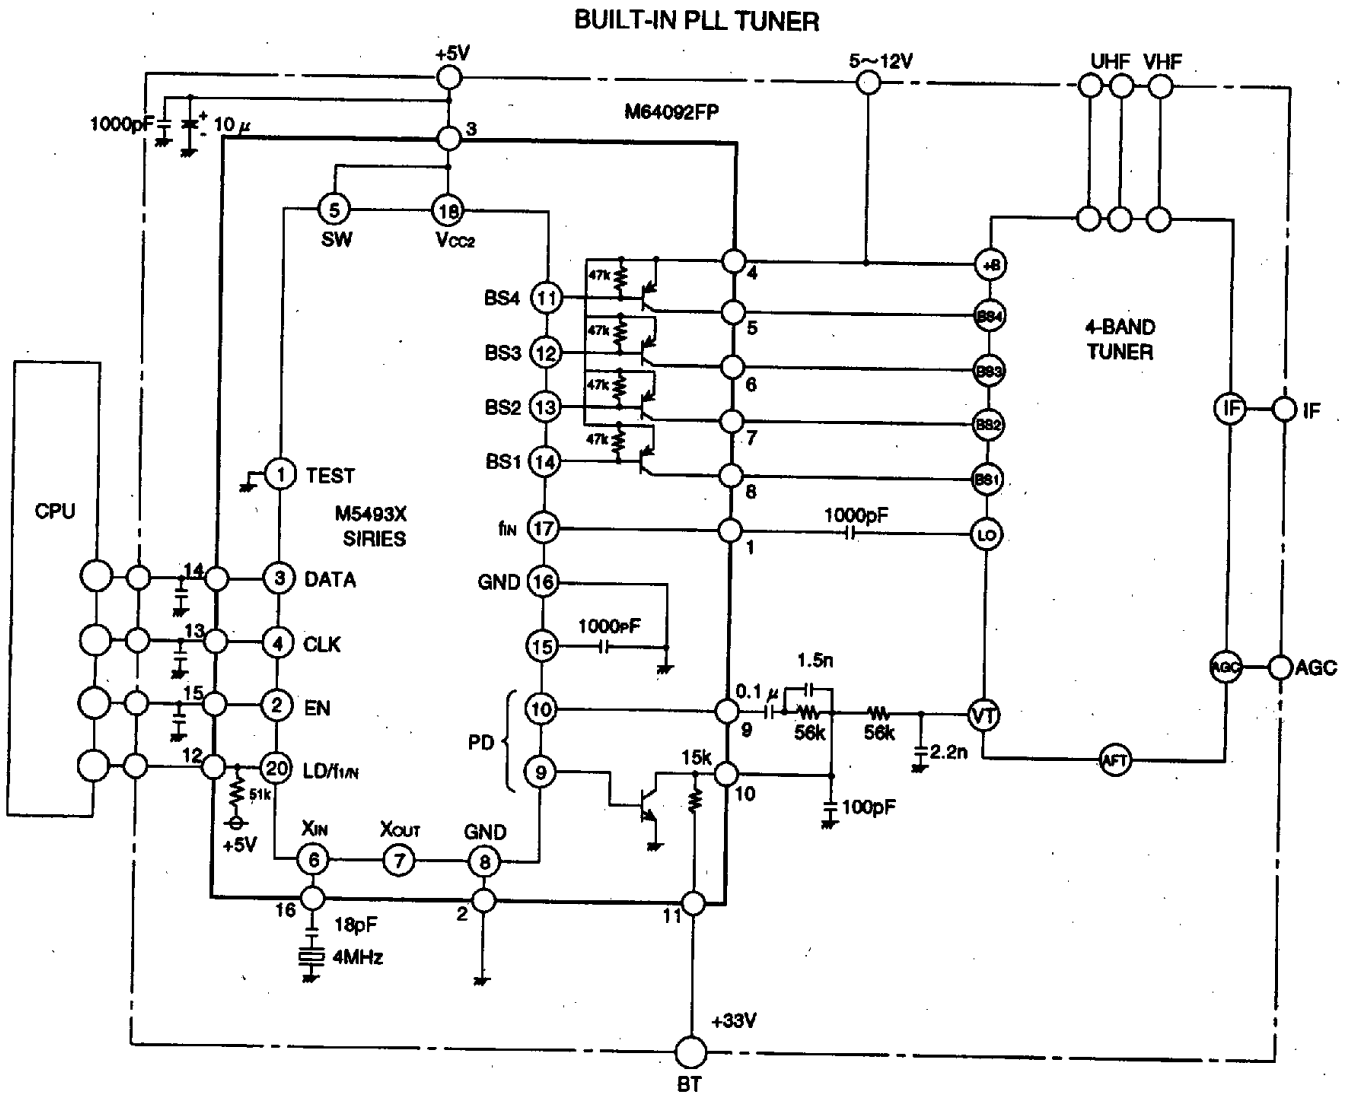 BUILT-IN PLL TUNER
+5V
5~12V
UHF VHF
1000pF
+
-
10 µ
3
M64092FP
5
18
SW
VCC2
4
+B
47k
BS4
11
5
BS4
4-BAND
TUNER
47k
BS3
12
6
BS3
47k
BS2
13
7
BS2
IF
IF
47k
BS1
14
8
BS1
1
TEST
CPU
M5493X
SIRIES
fIN
17
1
1000pF
LO
14
3
DATA
GND
16
1000PF
15
13
4
CLK
1.5n
AGC
AGC
15
2
EN
PD
10
9
0.1 µ
56k
56k
VT
2.2n
12
20
LD/f1/N
9
15k
10
AFT
51k
+5V
100pF
XIN
XOUT
GND
6
7
8
16
2
11
18pF
4MHz
+33V
BT